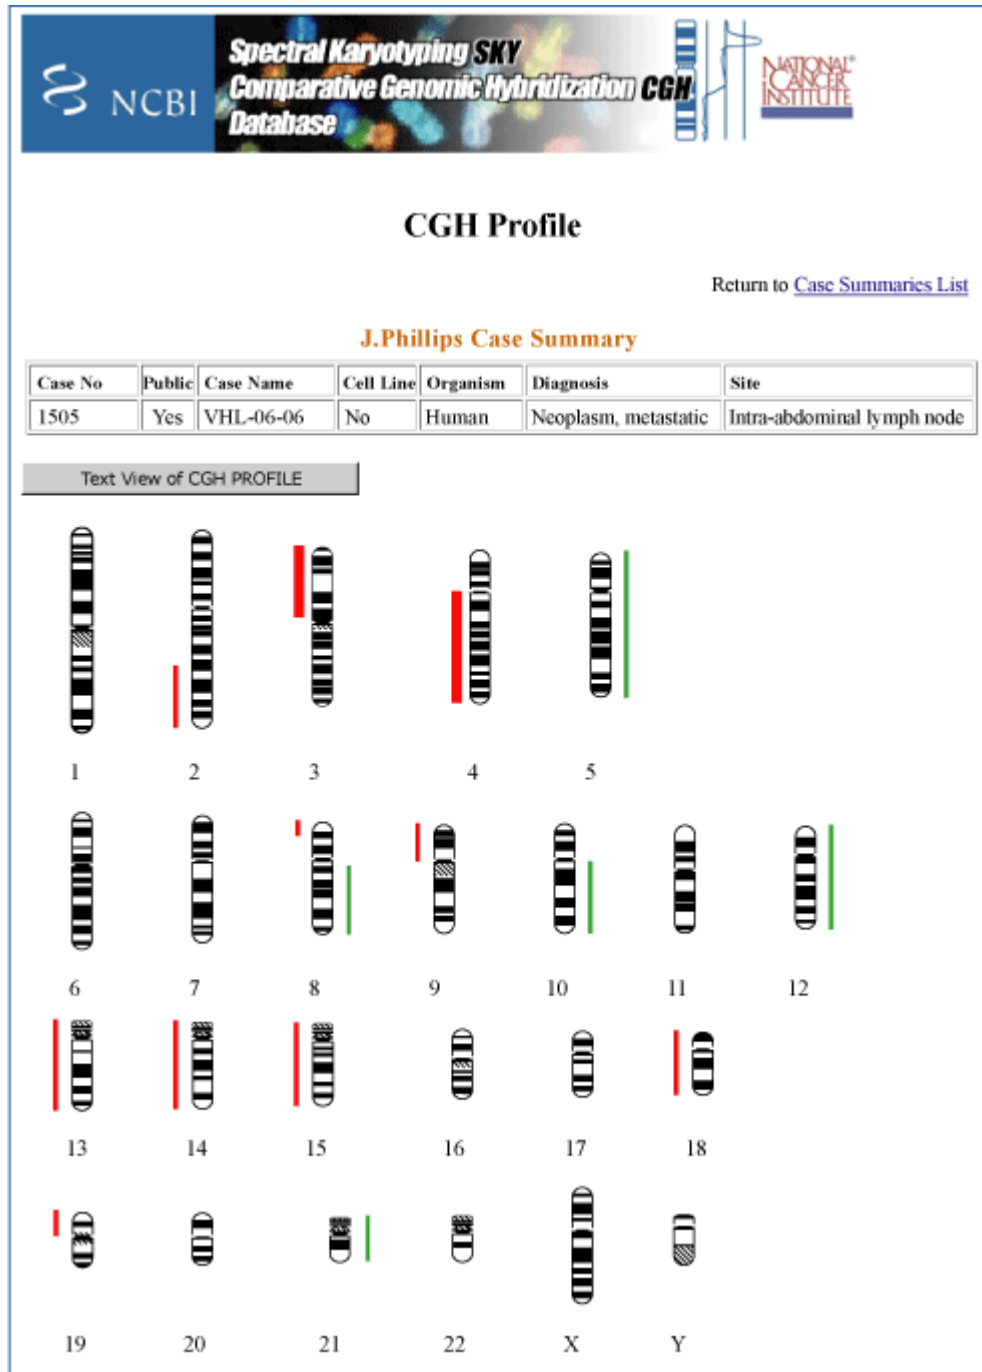 NCBI
Spectral Karyotyping SKY
Comparative Genomic Hybridization CGH
Database
NATIONAL
CANCER
INSTITUTE
CGH Profile
Return to Case Summaries List
J.Phillips Case Summary
Case No Public Case Name Cell Line Organism Diagnosis Site
1505 Yes VHL-06-06 No Human Neoplasm, metastatic Intra-abdominal lymph node
Text View of CGH PROFILE
1 2 3 4 5
6 7 8 9 10 11 12
13 14 15 16 17 18
19 20 21 22 X Y